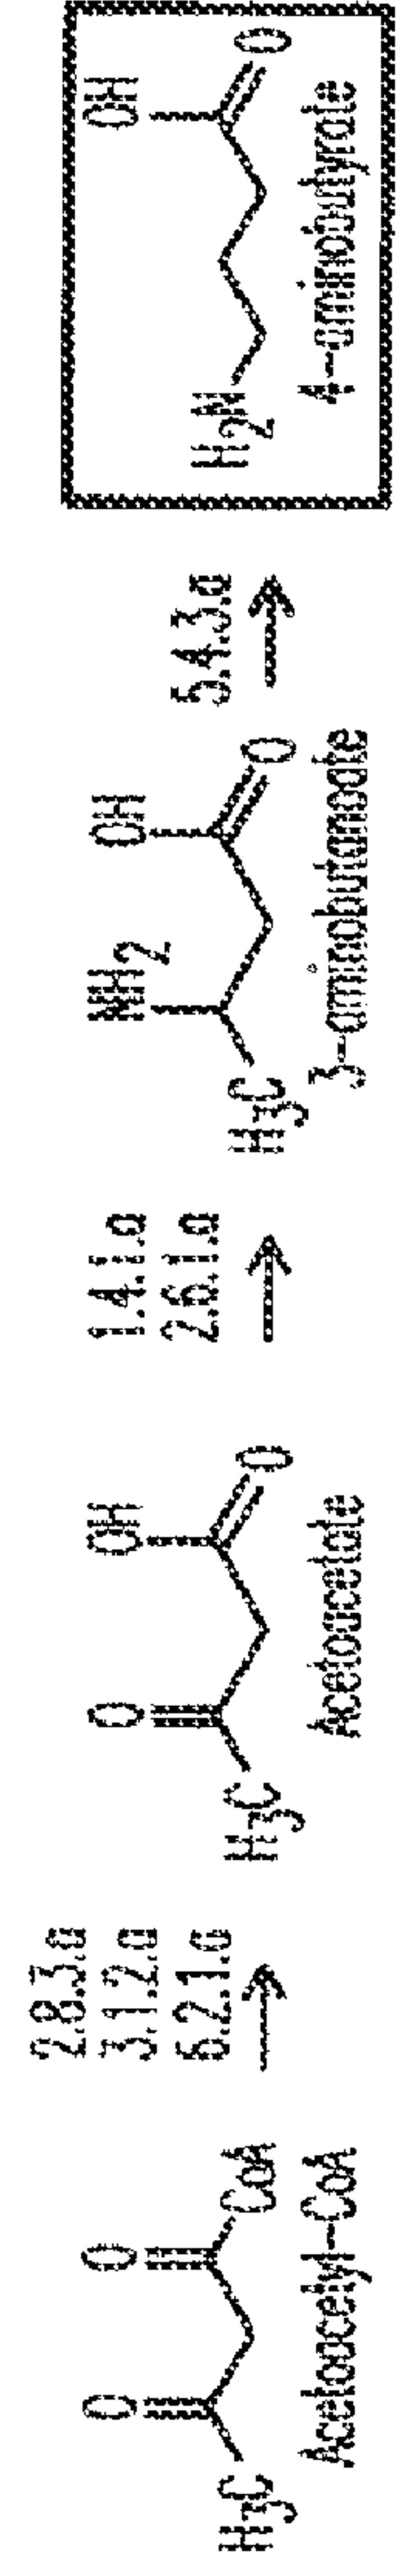 O
O
H₃C
CoA
Acetoacetyl-CoA
2.8.3.a
3.1.2.a
6.2.1.a
O
OH
H₃C
O
Acetoacetate
1.4.1.a
2.6.1.a
NH₂
OH
H₃C
O
3-aminobutanoate
5.4.3.a
OH
H₂N
O
4-aminobutyrate